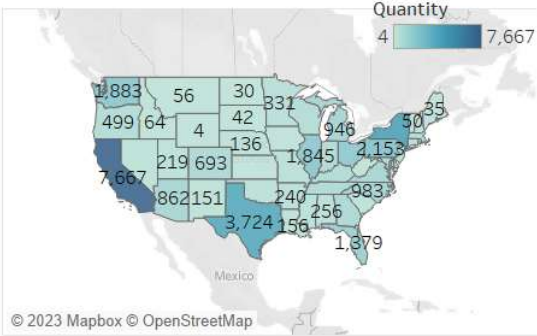 Quantity
4 7,667
1,883 56 30 331 35
499 64 42 50
4 946
136 2,153
1,845
7,667 219 693
862 151 240 983
256
3,724 156
1,379
Mexico
© 2023 Mapbox © OpenStreetMap